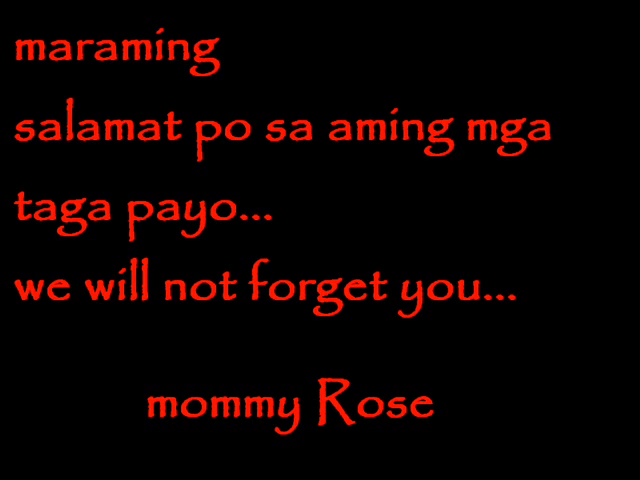 maraming
salamat po sa aming mga
taga payo...
we will not forget you...
mommy Rose